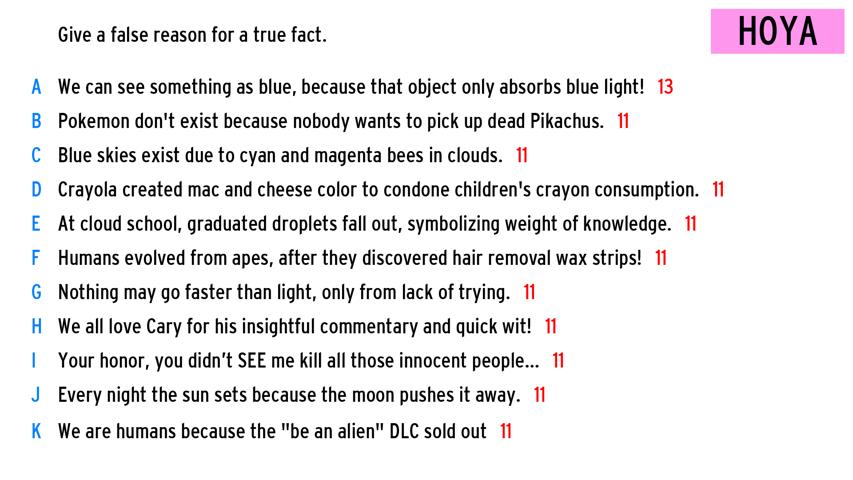 Give a false reason for a true fact.
HOYA
A We can see something as blue, because that object only absorbs blue light! 13
B Pokemon don't exist because nobody wants to pick up dead Pikachus. 11
C Blue skies exist due to cyan and magenta bees in clouds. 11
D Crayola created mac and cheese color to condone children's crayon consumption. 11
E At cloud school, graduated droplets fall out, symbolizing weight of knowledge. 11
F Humans evolved from apes, after they discovered hair removal wax strips! 11
G Nothing may go faster than light, only from lack of trying. 11
H We all love Cary for his insightful commentary and quick wit! 11
I Your honor, you didn’t SEE me kill all those innocent people... 11
J Every night the sun sets because the moon pushes it away. 11
K We are humans because the "be an alien" DLC sold out 11